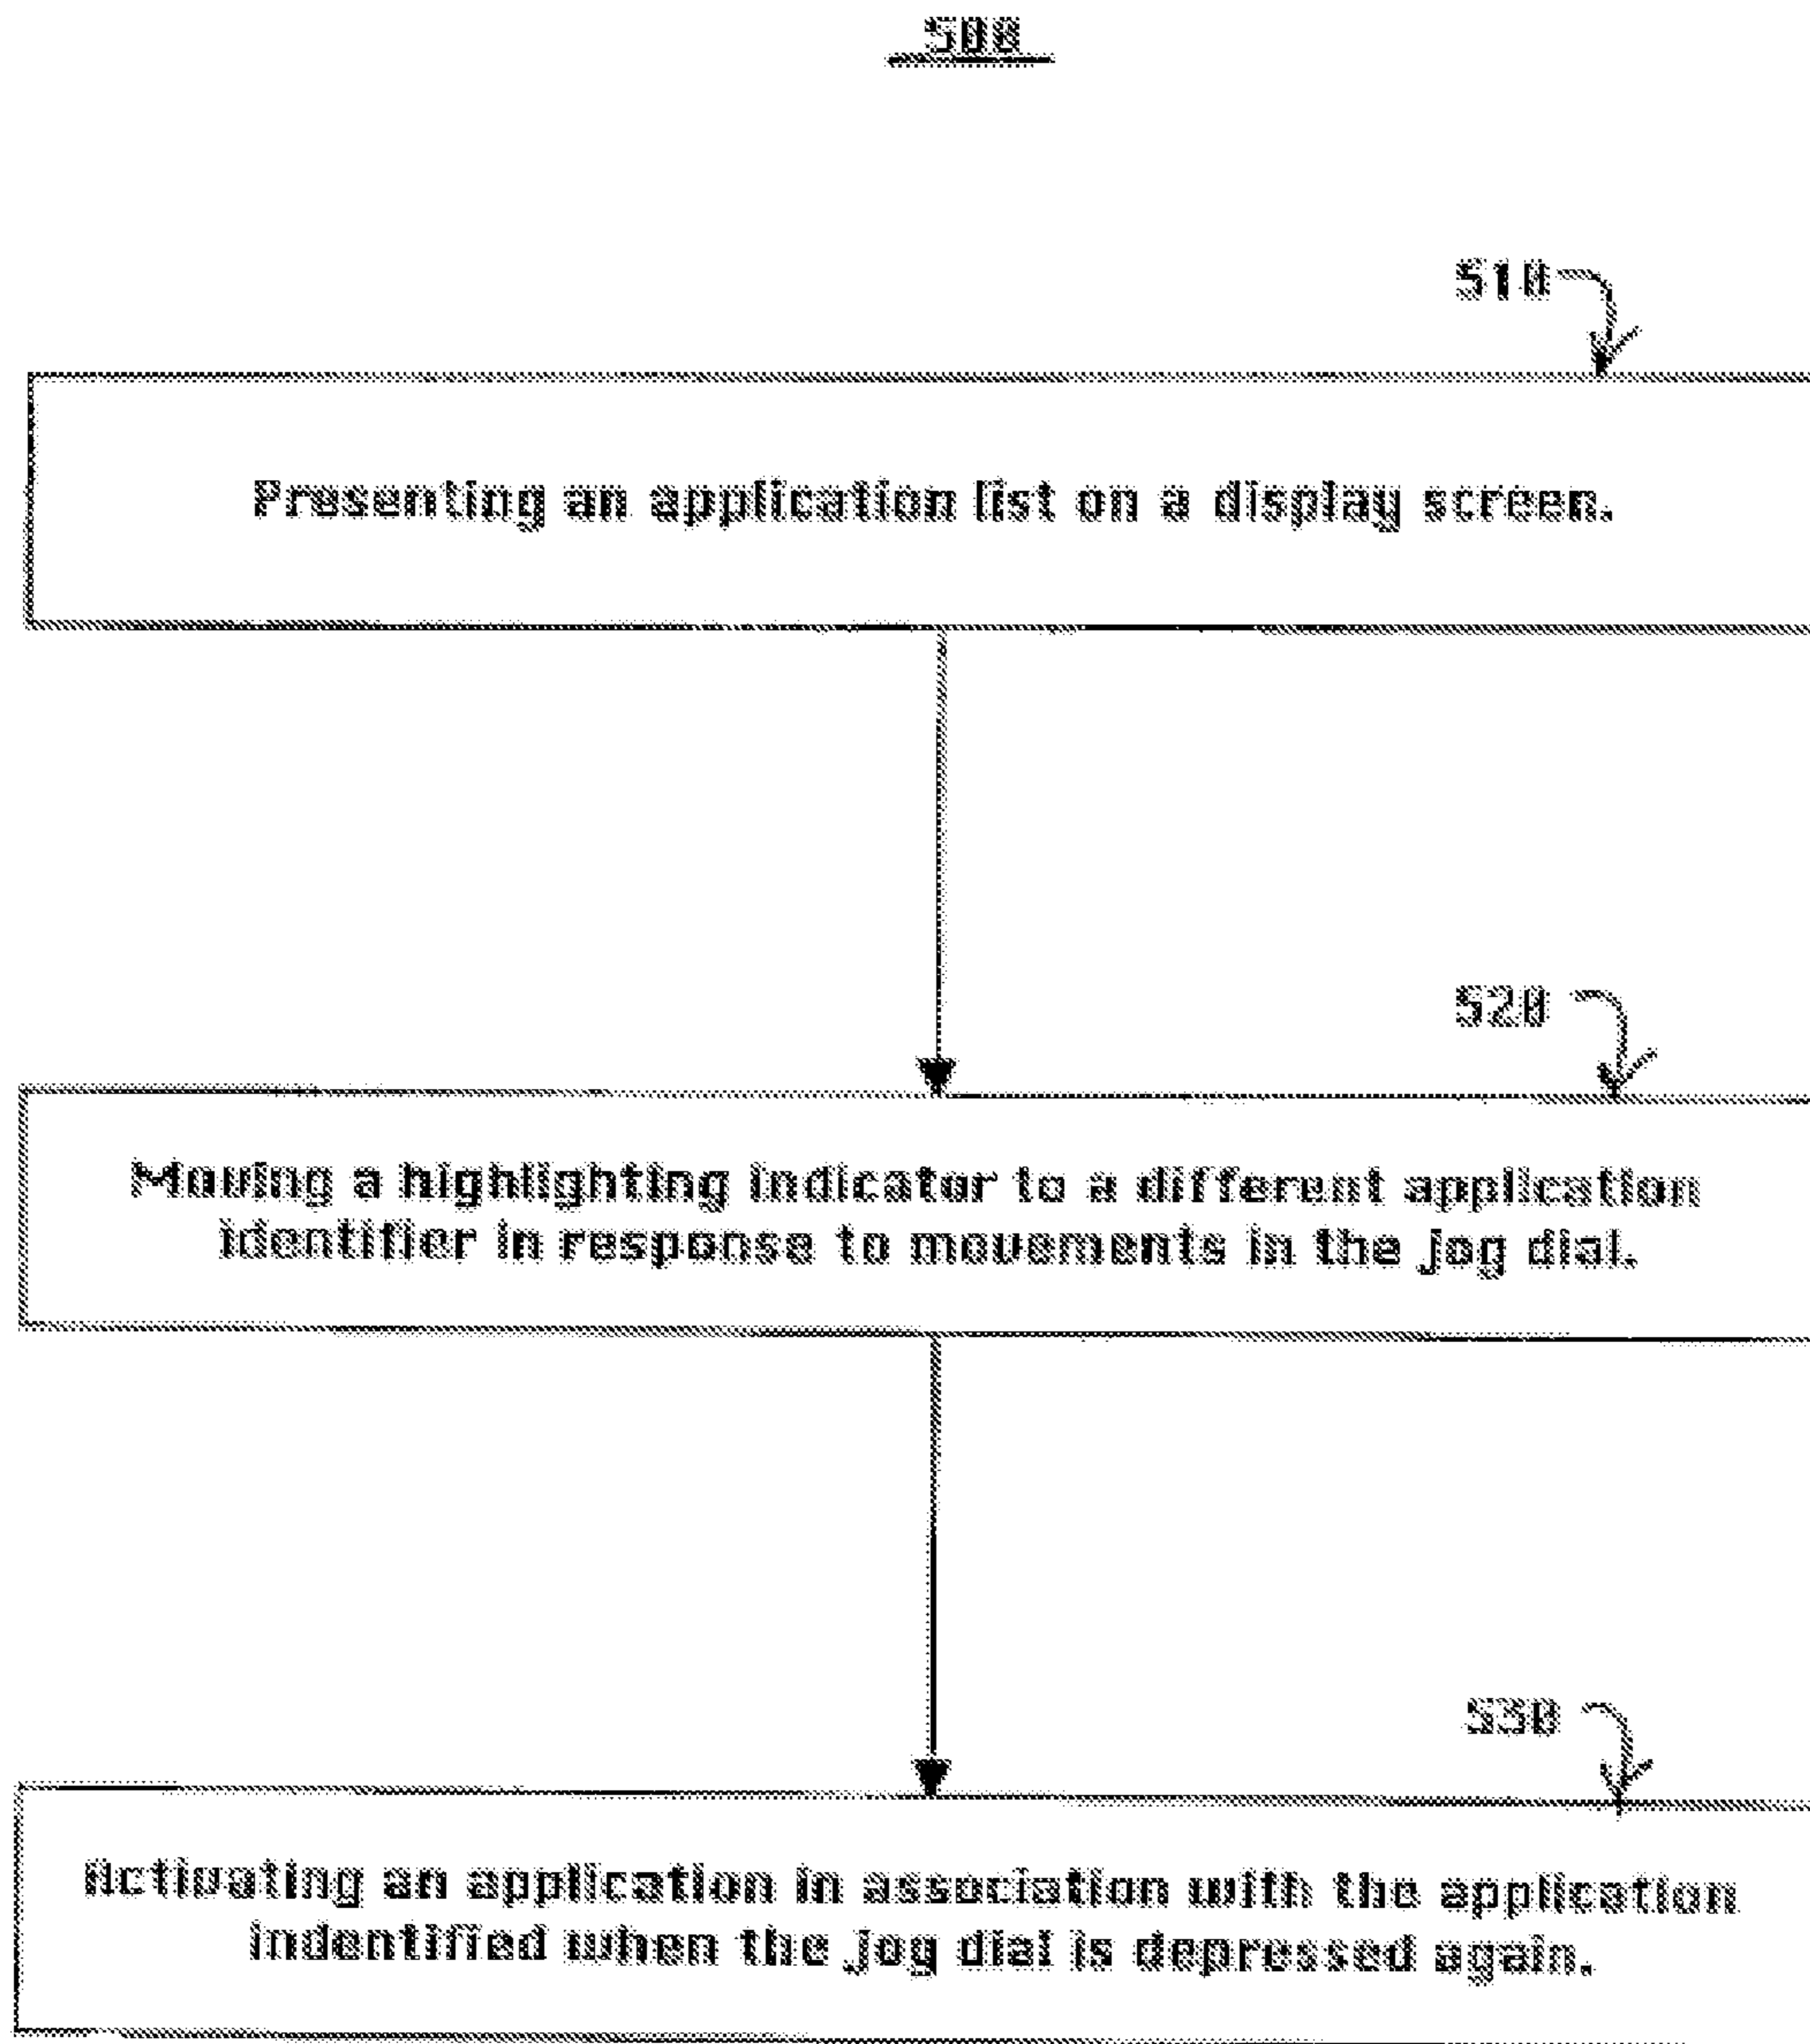 500
510
Presenting an application list on a display screen.
520
Moving a highlighting indicator to a different application
identifier in response to movements in the jog dial.
530
Activating an application in association with the application
indentified when the jog dial is depressed again.